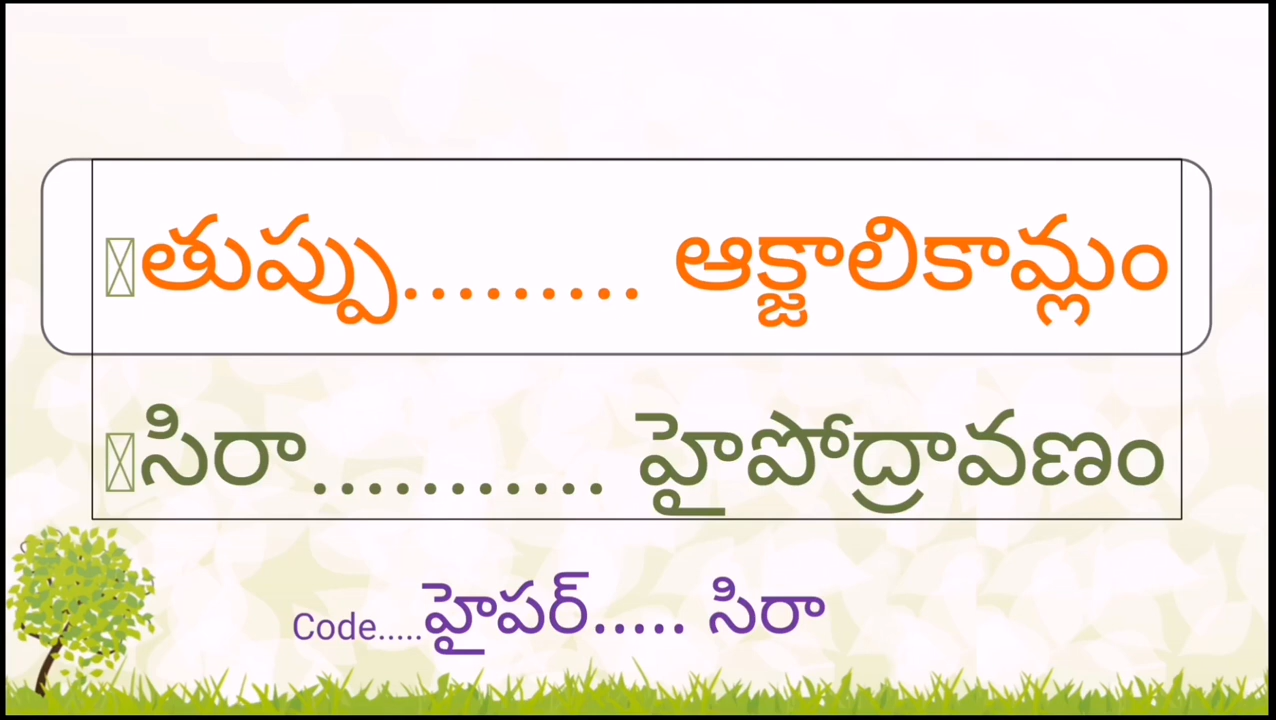 తుప్పు......... ఆక్జాలికామ్లం
సిరా ........... హైపోద్రావణం
Code.....హైపర్..... సిరా